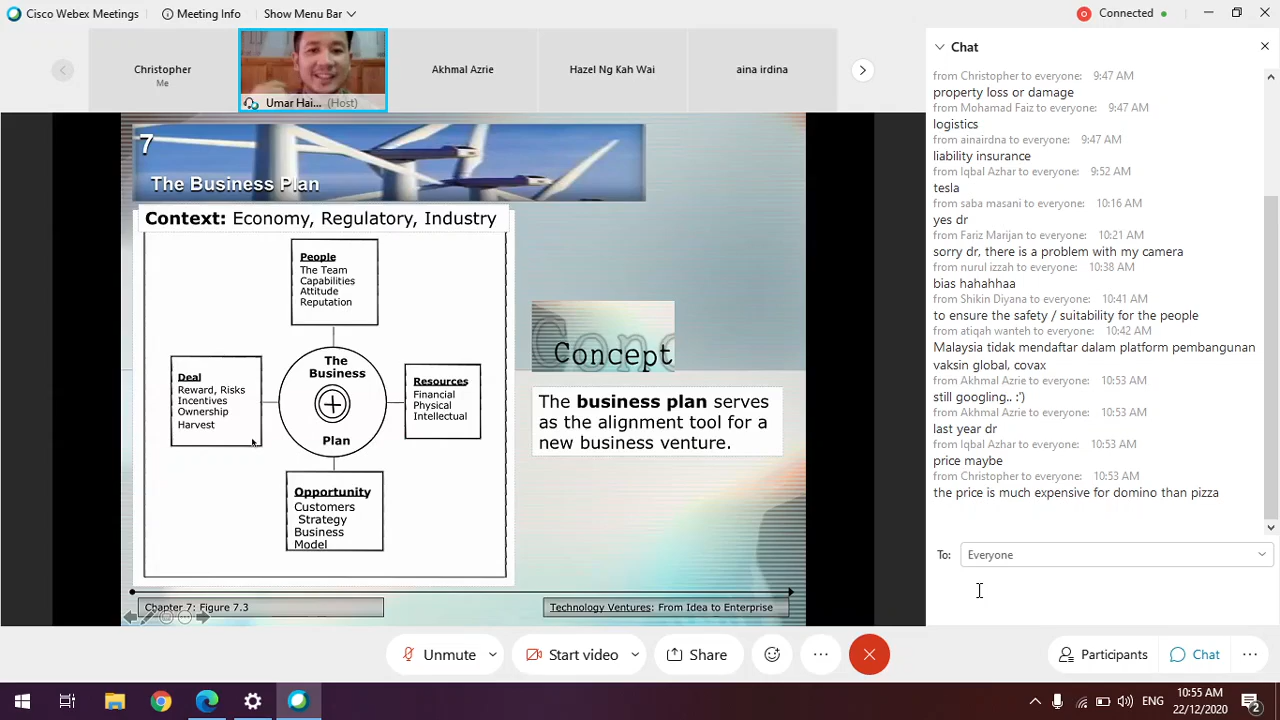 Cisco Webex Meetings
Meeting Info
Show Menu Bar
Connected
Christopher
Me
Umar Hai... (Host)
Akhmal Azrie
Hazel Ng Kah Wai
aina irdina
7
The Business Plan
Context: Economy, Regulatory, Industry
People
The Team
Capabilities
Attitude
Reputation
Deal
Reward, Risks
Incentives
Ownership
Harvest
The
Business
Plan
Resources
Financial
Physical
Intellectual
Opportunity
Customers
Strategy
Business
Model
Concept
The business plan serves
as the alignment tool for a
new business venture.
Chapter 7: Figure 7.3
Technology Ventures: From Idea to Enterprise
Chat
from Christopher to everyone: 9:47 AM
property loss or damage
from Mohamad Faiz to everyone: 9:47 AM
logistics
from ainairdna to everyone: 9:47 AM
liability insurance
from Iqbal Azhar to everyone: 9:52 AM
tesla
from saba masani to everyone: 10:16 AM
yes dr
from Fariz Marijan to everyone: 10:21 AM
sorry dr, there is a problem with my camera
from nurul izzah to everyone: 10:38 AM
bias hahahhaa
from Shikin Diyana to everyone: 10:41 AM
to ensure the safety / suitability for the people
from atiqah wanteh to everyone: 10:42 AM
Malaysia tidak mendaftar dalam platform pembangunan
vaksin global, covax
from Akhmal Azrie to everyone: 10:53 AM
still googling.. :')
from Akhmal Azrie to everyone: 10:53 AM
last year dr
from Iqbal Azhar to everyone: 10:53 AM
price maybe
from Christopher to everyone: 10:53 AM
the price is much expensive for domino than pizza
To: Everyone
Unmute
Start video
Share
Participants
Chat
ENG
10:55 AM
22/12/2020
2